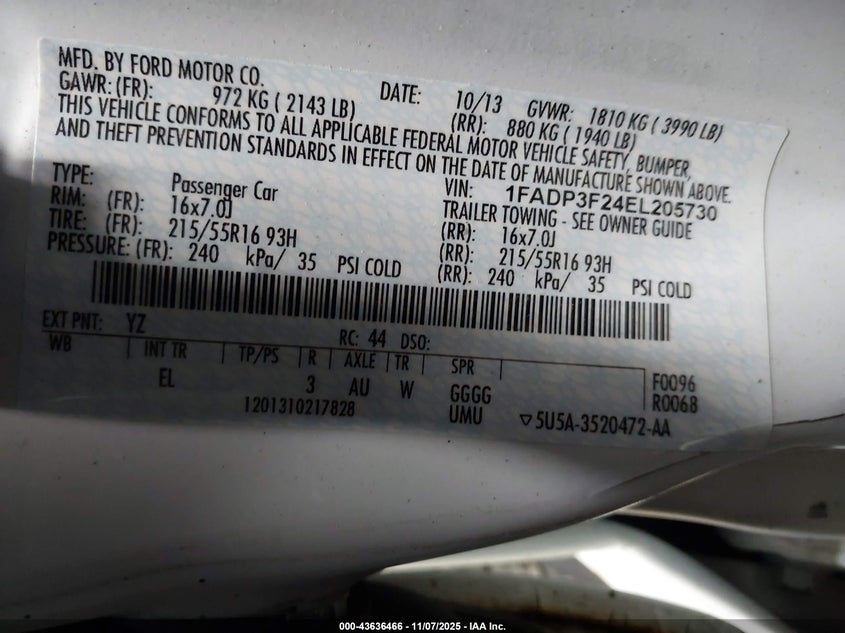 MFD. BY FORD MOTOR CO. DATE: 10/13 GVWR: 1810 KG ( 3990 LB)
GAWR: (FR): 972 KG ( 2143 LB) (RR): 880 KG ( 1940 LB)
THIS VEHICLE CONFORMS TO ALL APPLICABLE FEDERAL MOTOR VEHICLE SAFETY, BUMPER,
AND THEFT PREVENTION STANDARDS IN EFFECT ON THE DATE OF MANUFACTURE SHOWN ABOVE.
TYPE: Passenger Car VIN: 1FADP3F24EL205730
TRAILER TOWING - SEE OWNER GUIDE
RIM: (FR): 16x7.0J (RR): 16x7.0J
TIRE: (FR): 215/55R16 93H (RR): 215/55R16 93H
PRESSURE: (FR): 240 kPa/ 35 PSI COLD (RR): 240 kPa/ 35 PSI COLD
EXT PNT: YZ RC: 44 DSO:
WB INT TR TP/PS R AXLE TR SPR
EL 3 AU W GGGG F0096
1201310217828 UMU R0068
▽5U5A-3520472-AA
000-43636466 - 11/07/2025 - IAA Inc.